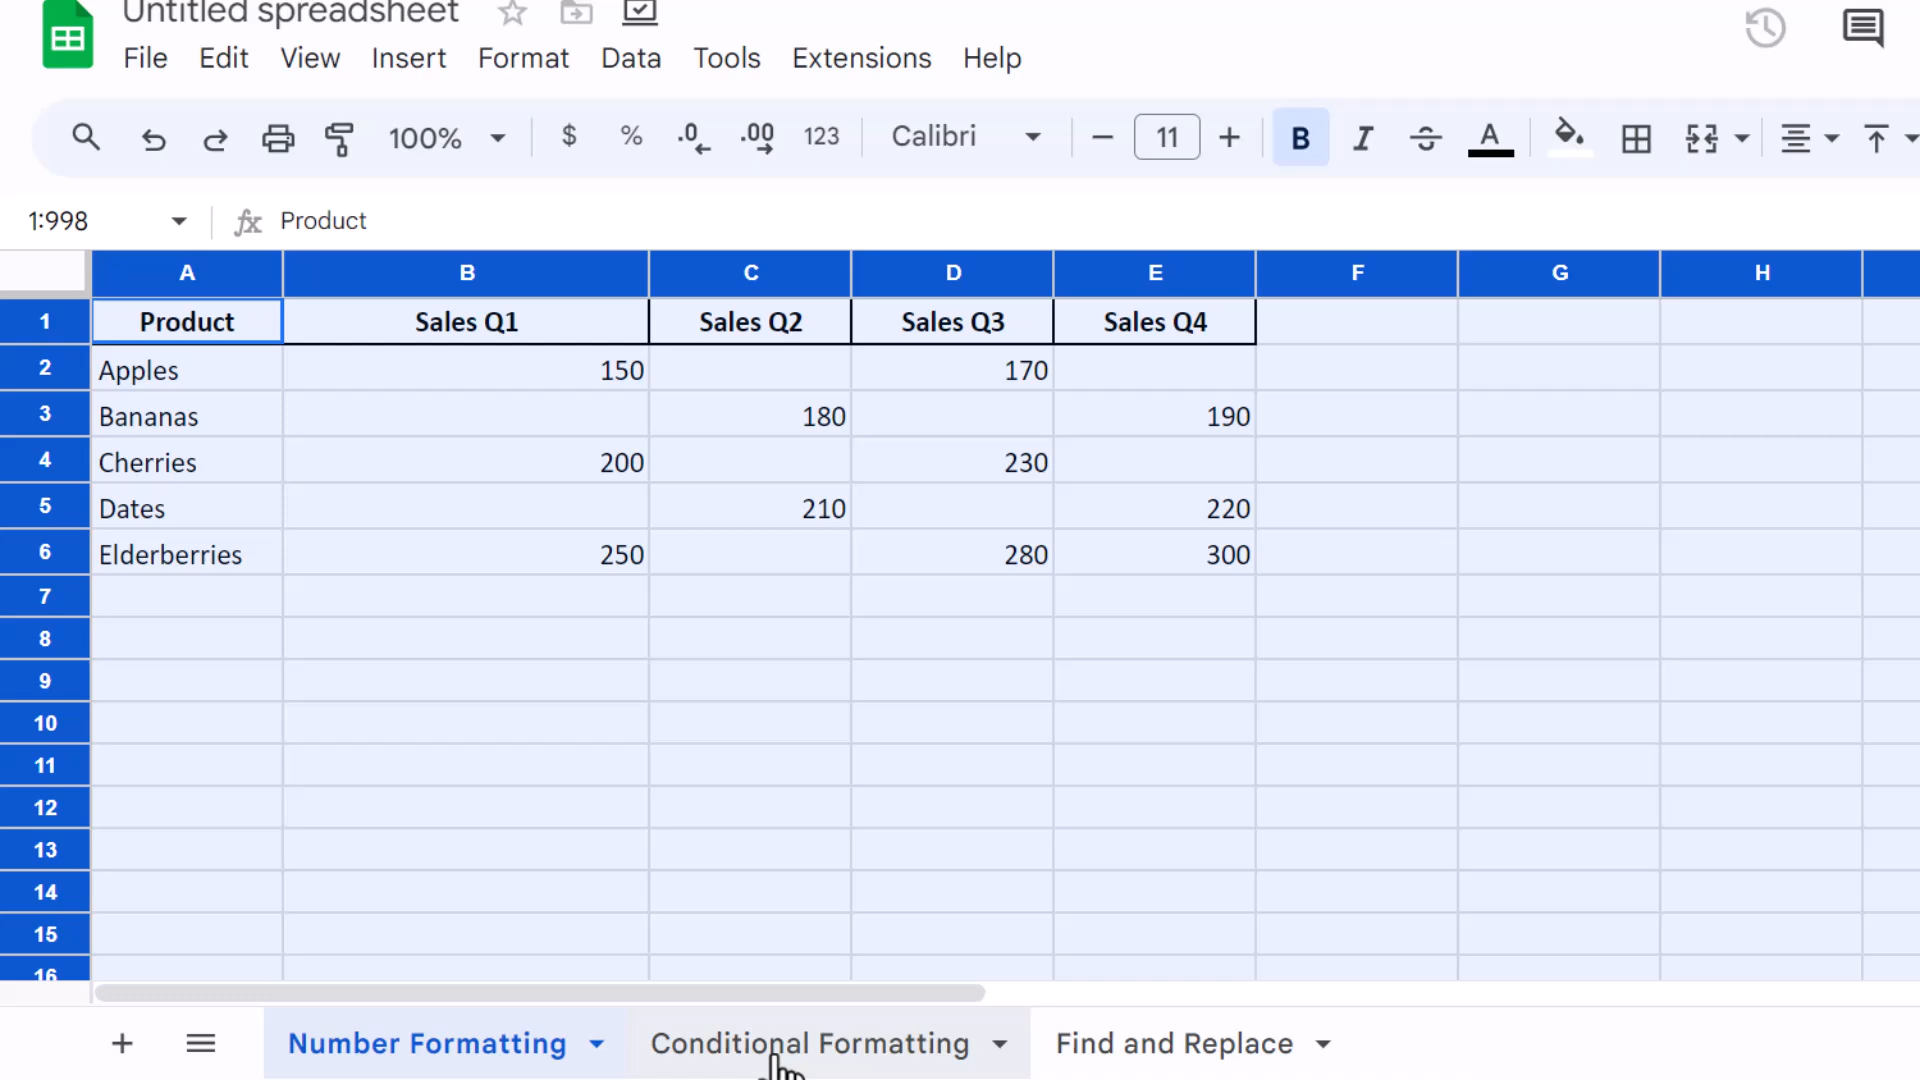 Untitled spreadsheet
File Edit View Insert Format Data Tools Extensions Help
100% $ % .0 .00 123 Calibri 11 B I A
1:998 fx Product
A B C D E F G H
1 Product Sales Q1 Sales Q2 Sales Q3 Sales Q4
2 Apples 150 170
3 Bananas 180 190
4 Cherries 200 230
5 Dates 210 220
6 Elderberries 250 280 300
7
8
9
10
11
12
13
14
15
16
Number Formatting Conditional Formatting Find and Replace